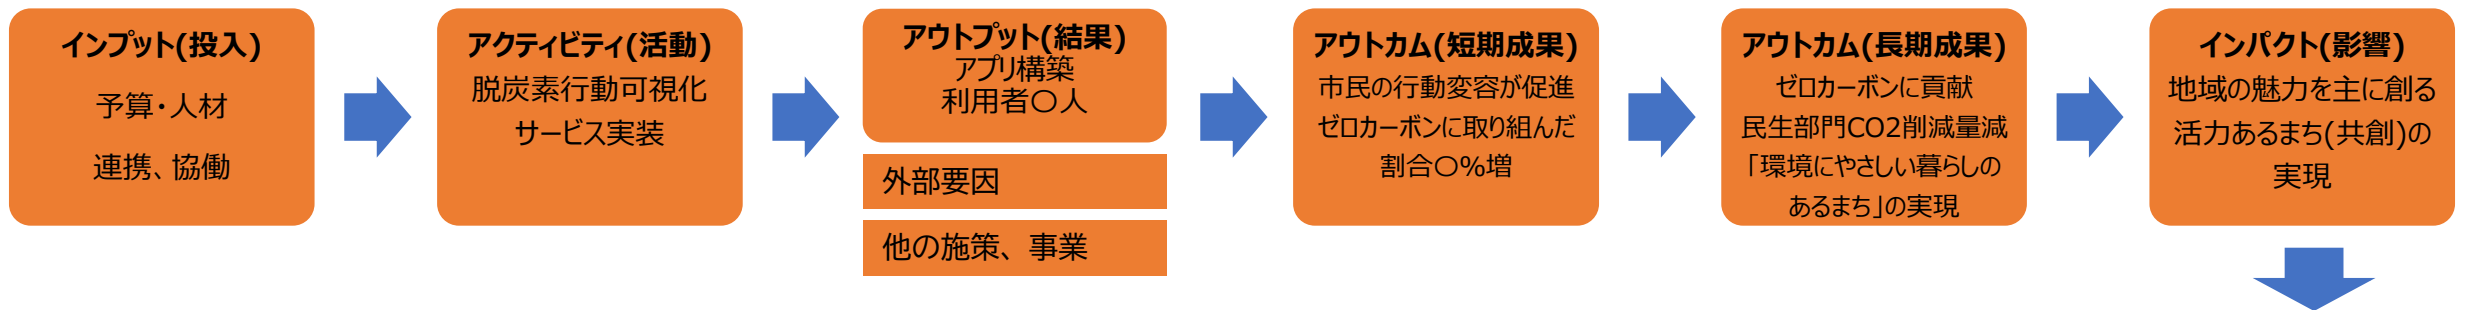 インプット(投入)
予算・人材
連携、協働
アクティビティ(活動)
脱炭素行動可視化
サービス実装
アウトプット(結果)
アプリ構築
利用者〇人
外部要因
他の施策、事業
アウトカム(短期成果)
市民の行動変容が促進
ゼロカーボンに取り組んだ
割合〇%増
アウトカム(長期成果)
ゼロカーボンに貢献
民生部門CO2削減量減
「環境にやさしい暮らしの
あるまち」の実現
インパクト(影響)
地域の魅力を主に創る
活力あるまち(共創)の
実現